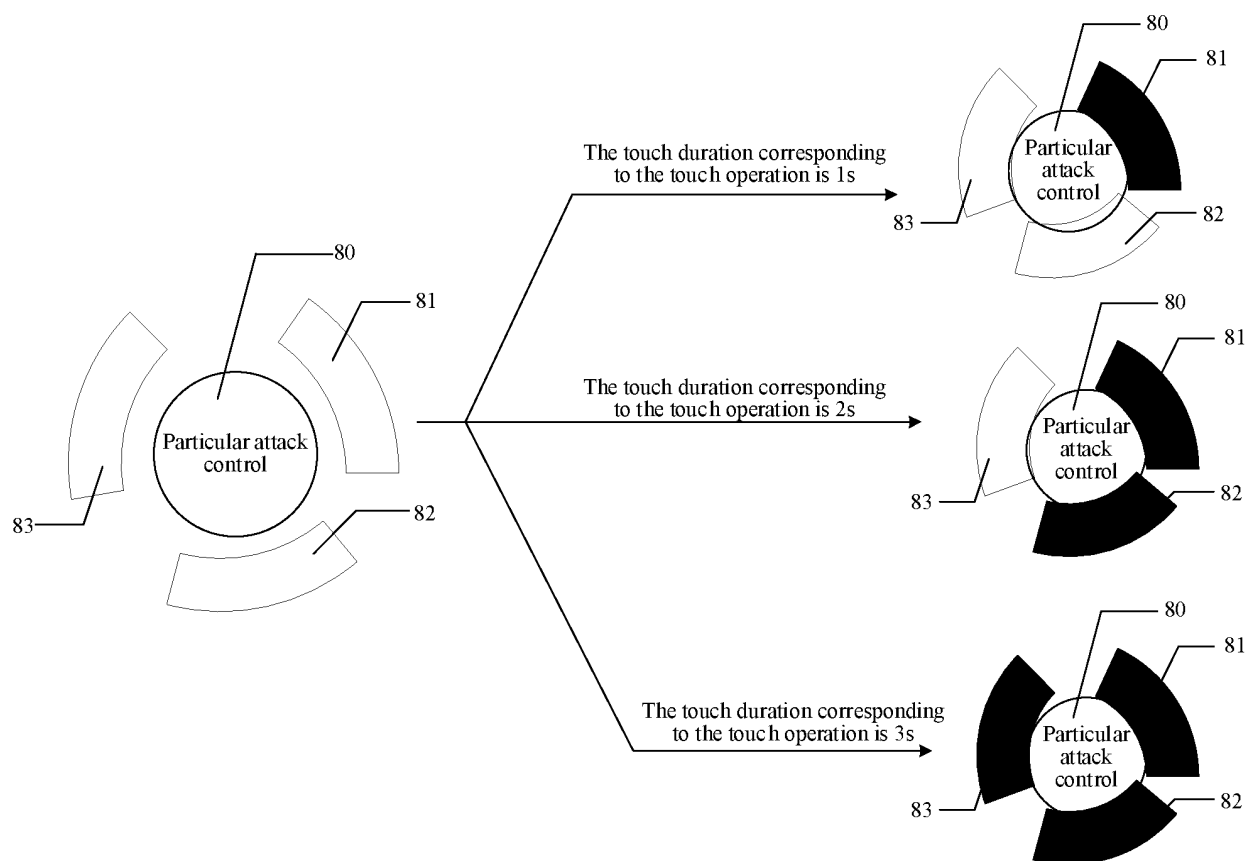 80
81
Particular attack
control
83
82
The touch duration corresponding
to the touch operation is 1s
80
81
Particular
attack
control
83
82
The touch duration corresponding
to the touch operation is 2s
80
81
Particular
attack
control
83
82
The touch duration corresponding
to the touch operation is 3s
80
81
Particular
attack
control
83
82